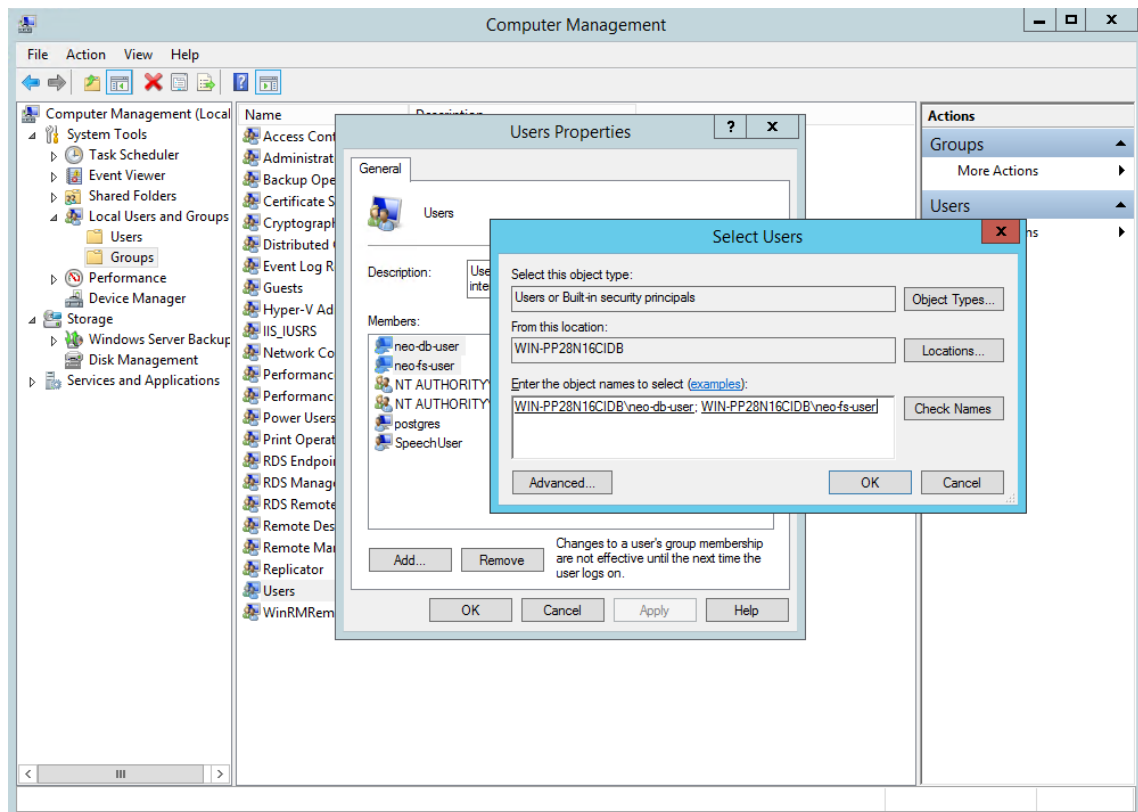 Computer Management
File Action View Help
Computer Management (Local
System Tools
Task Scheduler
Event Viewer
Shared Folders
Local Users and Groups
Users
Groups
Performance
Device Manager
Storage
Windows Server Backup
Disk Management
Services and Applications
Name
Access Cont
Administrat
Backup Ope
Certificate S
Cryptograph
Distributed
Event Log R
Guests
Hyper-V Ad
IIS_IUSRS
Network Co
Performanc
Performanc
Power Users
Print Operat
RDS Endpoi
RDS Manage
RDS Remote
Remote Des
Remote Ma
Replicator
Users
WinRMRem
Users Properties
General
Users
Description:
Use
inte
Members:
neo-db-user
neo-fs-user
NT AUTHORITY\
NT AUTHORITY\
postgres
SpeechUser
Add...
Remove
Changes to a user's group membership
are not effective until the next time the
user logs on.
OK
Cancel
Apply
Help
Select Users
Select this object type:
Users or Built-in security principals
Object Types...
From this location:
WIN-PP28N16CIDB
Locations...
Enter the object names to select (examples):
WIN-PP28N16CIDB\neo-db-user; WIN-PP28N16CIDB\neo-fs-user
Check Names
Advanced...
OK
Cancel
Actions
Groups
More Actions
Users
ns